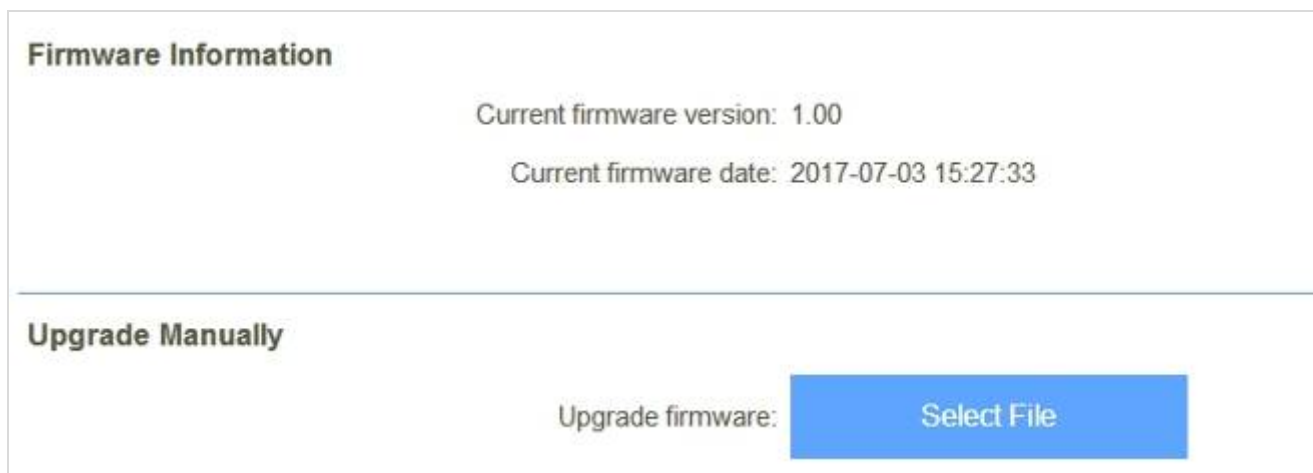 Firmware Information
Current firmware version: 1.00
Current firmware date: 2017-07-03 15:27:33
Upgrade Manually
Upgrade firmware: Select File